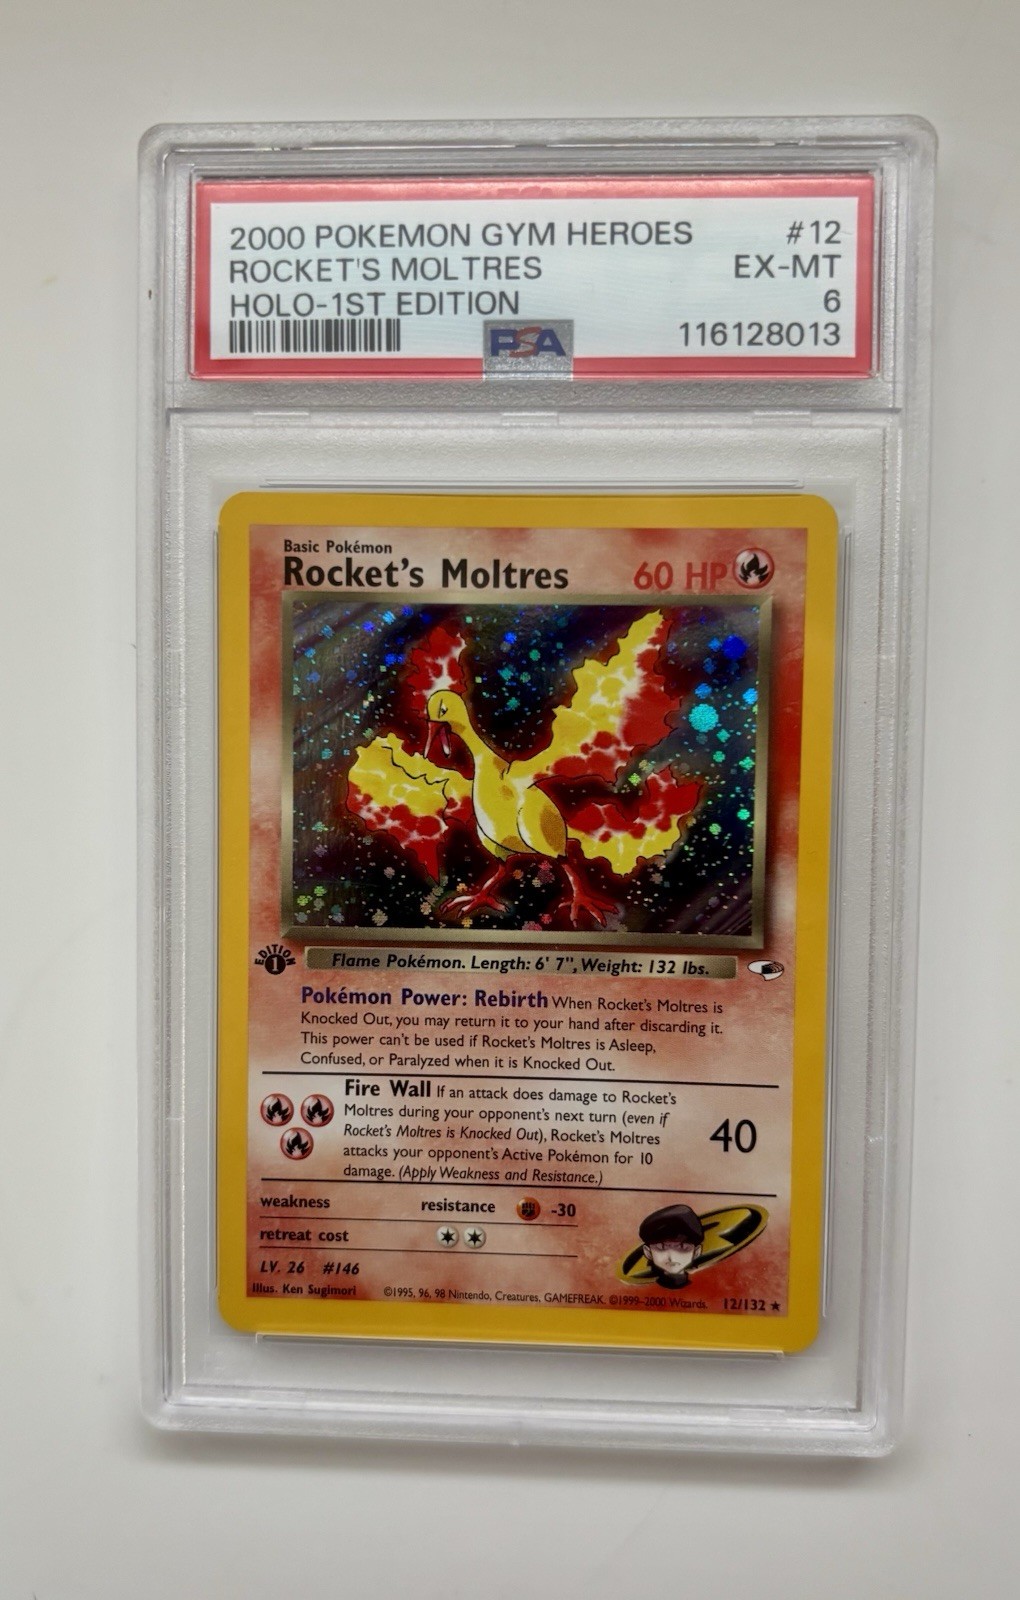 2000 POKEMON GYM HEROES #12
ROCKET'S MOLTRES EX-MT
HOLO-1ST EDITION 6
PSA 116128013
Basic Pokémon
Rocket's Moltres 60 HP
EDITION
1
Flame Pokémon. Length: 6' 7", Weight: 132 lbs.
Pokémon Power: Rebirth When Rocket's Moltres is
Knocked Out, you may return it to your hand after discarding it.
This power can't be used if Rocket's Moltres is Asleep,
Confused, or Paralyzed when it is Knocked Out.
Fire Wall If an attack does damage to Rocket's
Moltres during your opponent's next turn (even if
Rocket's Moltres is Knocked Out), Rocket's Moltres
attacks your opponent's Active Pokémon for 10
damage. (Apply Weakness and Resistance.)
40
weakness resistance -30
retreat cost
LV. 26 #146
Illus. Ken Sugimori ©1995, 96, 98 Nintendo, Creatures, GAMEFREAK. ©1999-2000 Wizards. 12/132 ★